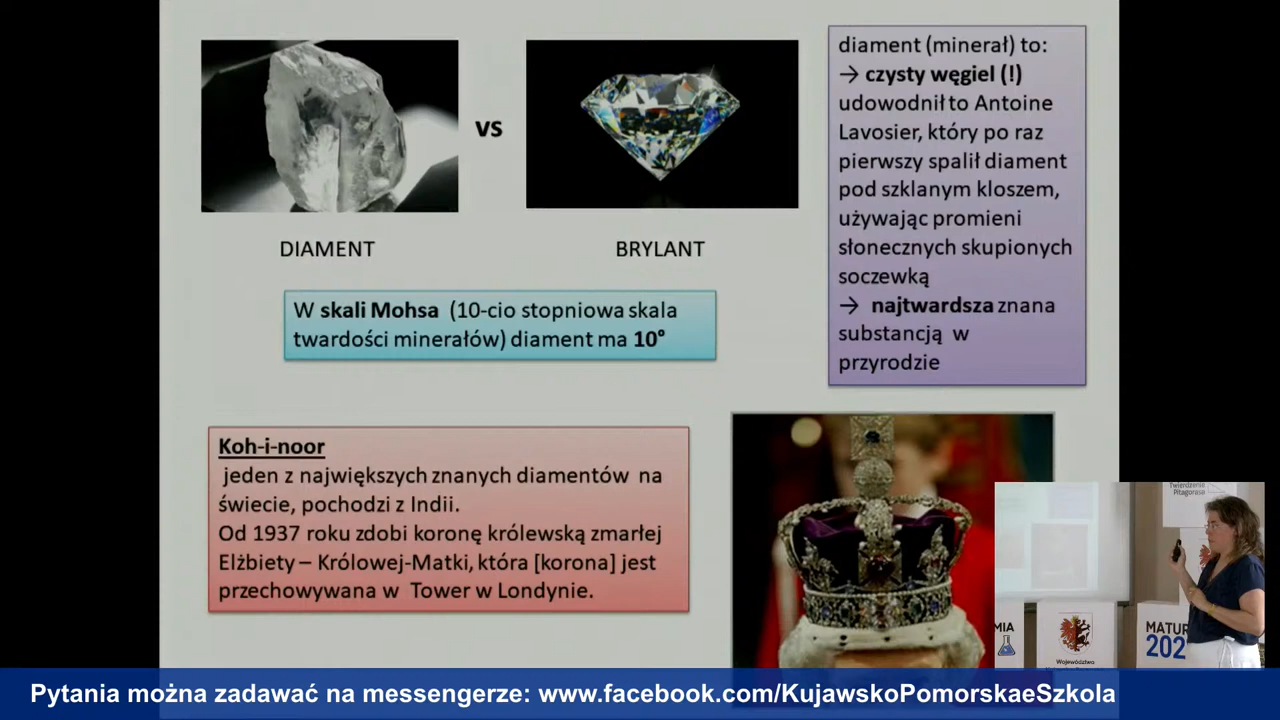 VS
DIAMENT
BRYLANT
W skali Mohsa (10-cio stopniowa skala
twardości minerałów) diament ma 10°
diament (minerał) to:
→ czysty węgiel (!)
udowodnił to Antoine
Lavosier, który po raz
pierwszy spalił diament
pod szklanym kloszem,
używając promieni
słonecznych skupionych
soczewką
→ najtwardsza znana
substancją w
przyrodzie
Koh-i-noor
jeden z największych znanych diamentów na
świecie, pochodzi z Indii.
Od 1937 roku zdobi koronę królewską zmarłej
Elżbiety – Królowej-Matki, która [korona] jest
przechowywana w Tower w Londynie.
Twierdzenie
Pitagorasa
MIA
Województwo
MATUR
202
Pytania można zadawać na messengerze: www.facebook.com/KujawskoPomorskaeSzkola